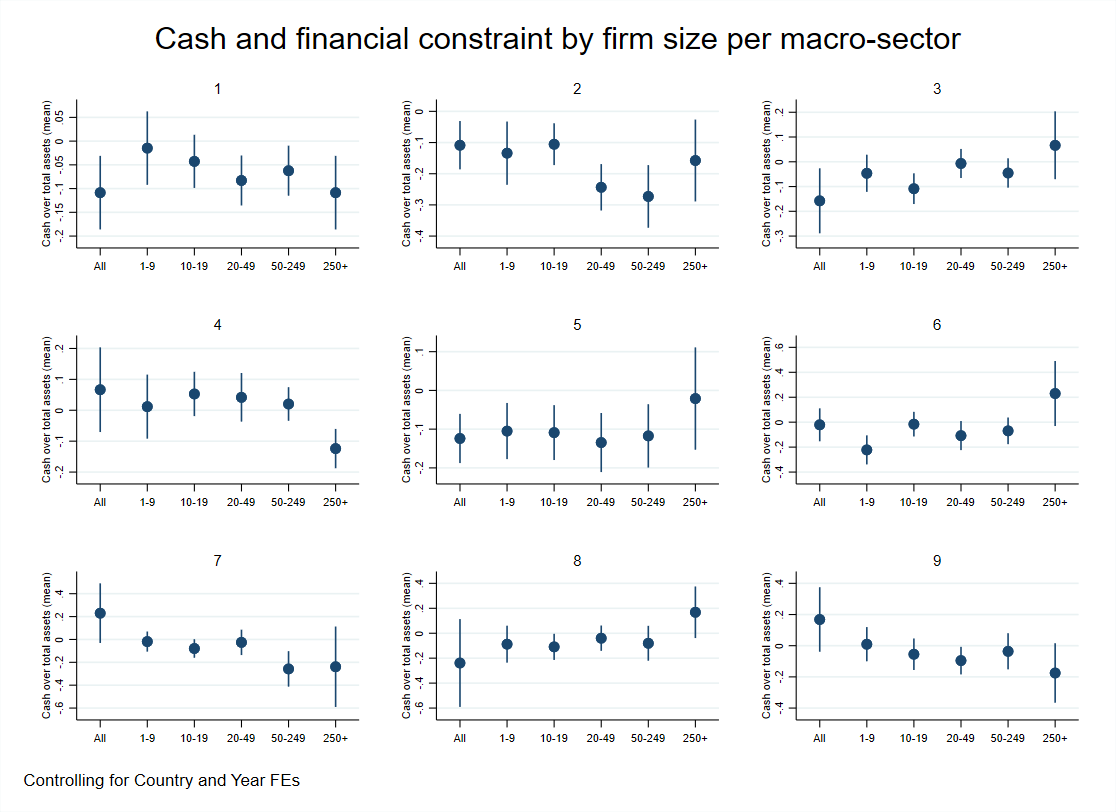 Cash and financial constraint by firm size per macro-sector
1
Cash over total assets (mean)
.05
0
-.05
-.1
-.15
-.2
All 1-9 10-19 20-49 50-249 250+
2
Cash over total assets (mean)
0
-.1
-.2
-.3
-.4
All 1-9 10-19 20-49 50-249 250+
3
Cash over total assets (mean)
.2
.1
0
-.1
-.2
-.3
All 1-9 10-19 20-49 50-249 250+
4
Cash over total assets (mean)
.2
.1
0
-.1
-.2
All 1-9 10-19 20-49 50-249 250+
5
Cash over total assets (mean)
.1
0
-.1
-.2
All 1-9 10-19 20-49 50-249 250+
6
Cash over total assets (mean)
.6
.4
.2
0
-.2
-.4
All 1-9 10-19 20-49 50-249 250+
7
Cash over total assets (mean)
.4
.2
0
-.2
-.4
-.6
All 1-9 10-19 20-49 50-249 250+
8
Cash over total assets (mean)
.4
.2
0
-.2
-.4
-.6
All 1-9 10-19 20-49 50-249 250+
9
Cash over total assets (mean)
.4
.2
0
-.2
-.4
All 1-9 10-19 20-49 50-249 250+
Controlling for Country and Year FEs